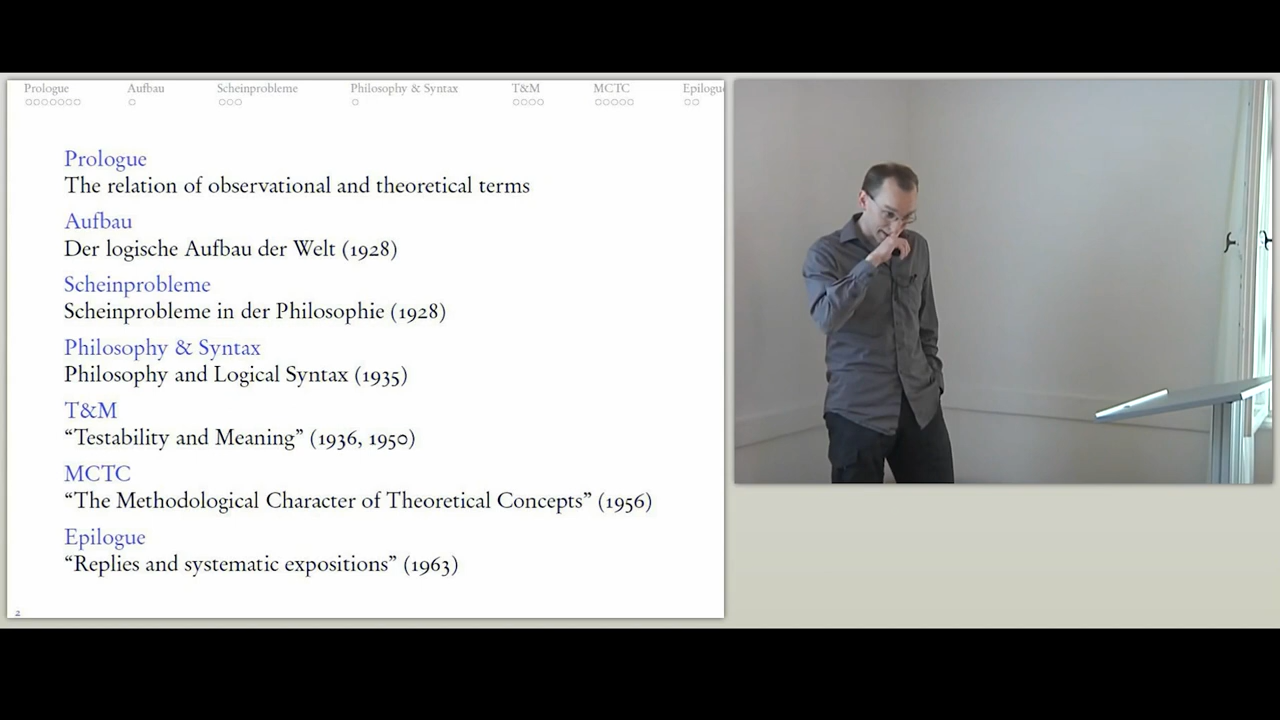 Prologue Aufbau Scheinprobleme Philosophy & Syntax T&M MCTC Epilogue
Prologue
The relation of observational and theoretical terms
Aufbau
Der logische Aufbau der Welt (1928)
Scheinprobleme
Scheinprobleme in der Philosophie (1928)
Philosophy & Syntax
Philosophy and Logical Syntax (1935)
T&M
“Testability and Meaning” (1936, 1950)
MCTC
“The Methodological Character of Theoretical Concepts” (1956)
Epilogue
“Replies and systematic expositions” (1963)
2